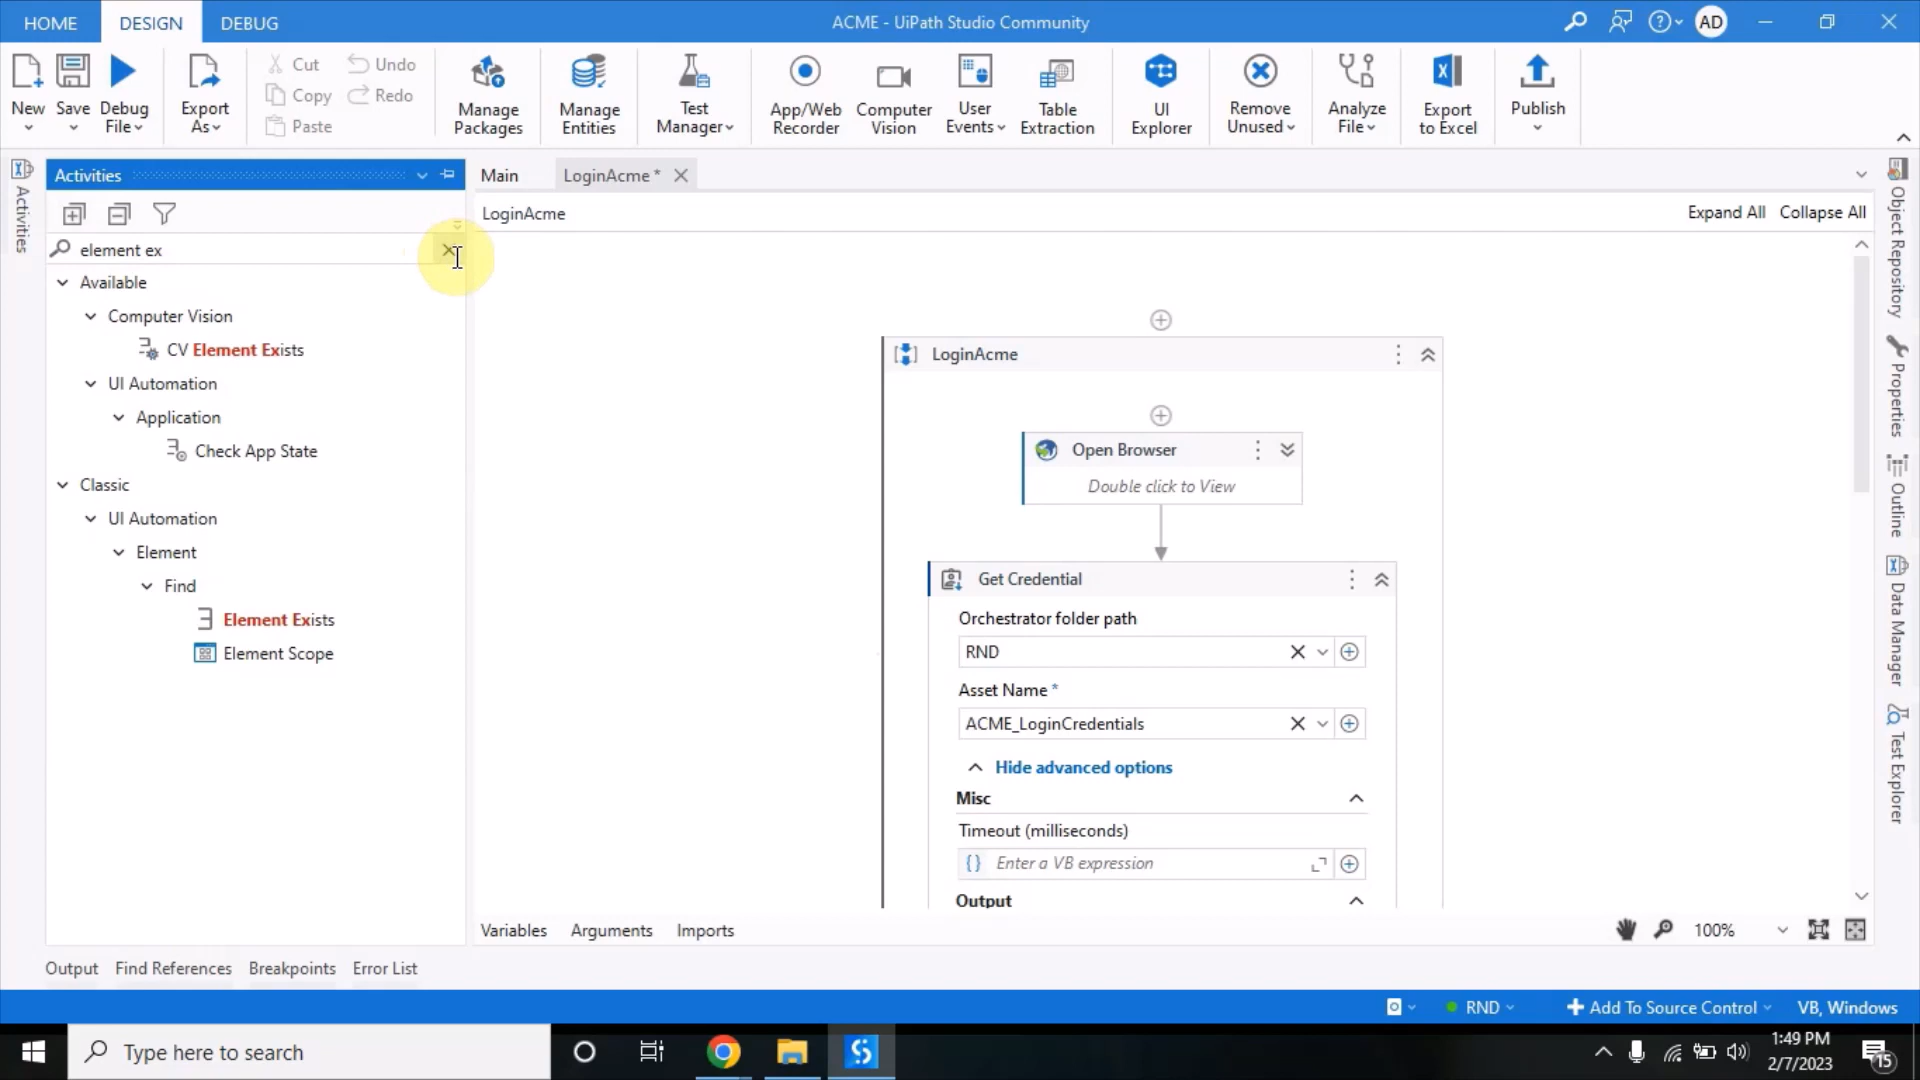 HOME DESIGN DEBUG ACME - UiPath Studio Community AD
New Save Debug File Export As Cut Copy Paste Undo Redo Manage Packages Manage Entities Test Manager App/Web Recorder Computer Vision User Events Table Extraction UI Explorer Remove Unused Analyze File Export to Excel Publish
Activities
Activities
Main LoginAcme *
LoginAcme Expand All Collapse All
element ex
Available
Computer Vision
CV Element Exists
UI Automation
Application
Check App State
Classic
UI Automation
Element
Find
Element Exists
Element Scope
LoginAcme
Open Browser
Double click to View
Get Credential
Orchestrator folder path
RND
Asset Name *
ACME_LoginCredentials
Hide advanced options
Misc
Timeout (milliseconds)
{} Enter a VB expression
Output
Object Repository
Properties
Outline
Data Manager
Test Explorer
Variables Arguments Imports 100%
Output Find References Breakpoints Error List
RND Add To Source Control VB, Windows
Type here to search
1:49 PM
2/7/2023
15